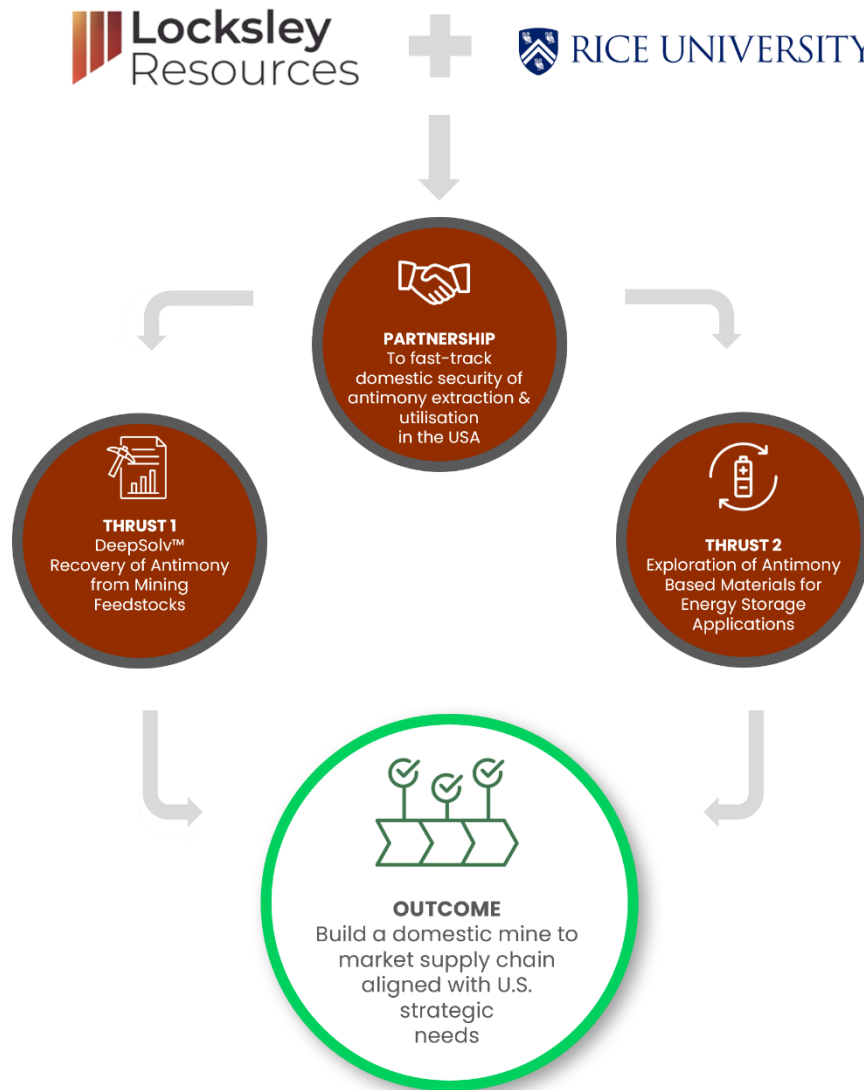 Locksley
Resources
RICE UNIVERSITY
PARTNERSHIP
To fast-track
domestic security of
antimony extraction &
utilisation
in the USA
THRUST 1
DeepSolv™
Recovery of Antimony
from Mining
Feedstocks
THRUST 2
Exploration of Antimony
Based Materials for
Energy Storage
Applications
OUTCOME
Build a domestic mine to
market supply chain
aligned with U.S.
strategic
needs